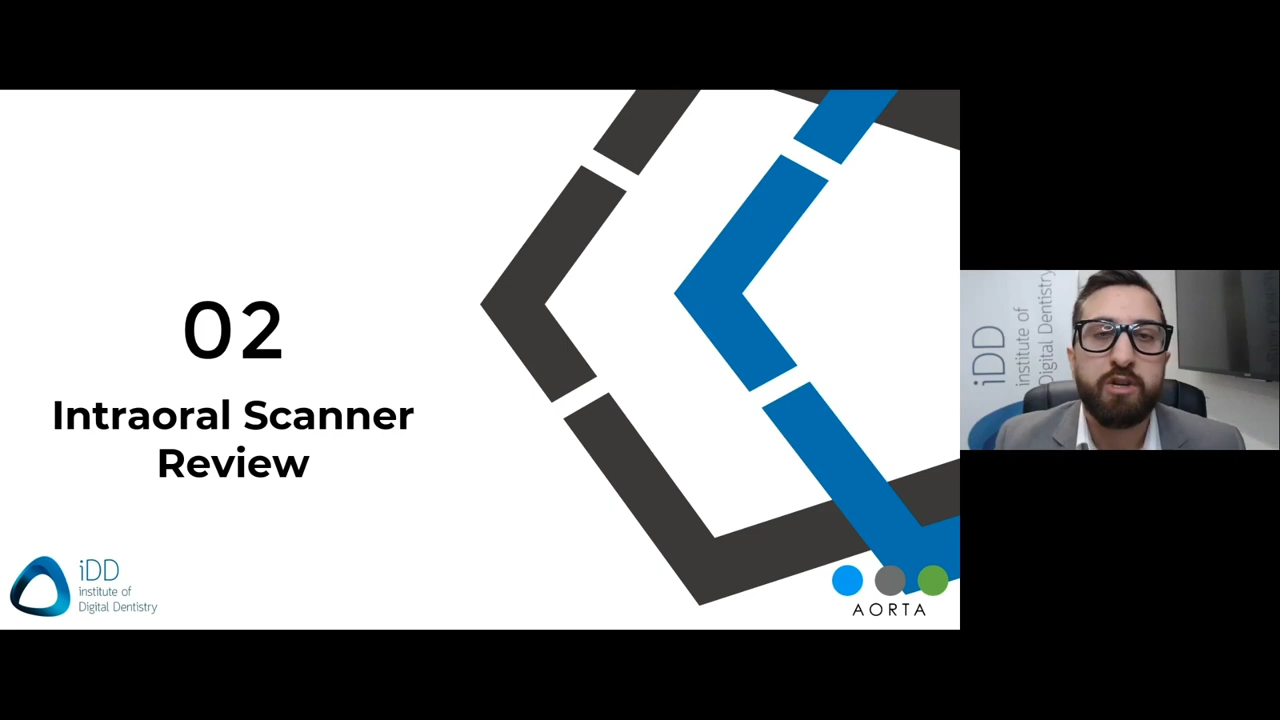 02
Intraoral Scanner
Review
iDD
institute of
Digital Dentistry
AORTA
iDD
institute of
Digital Dentistry